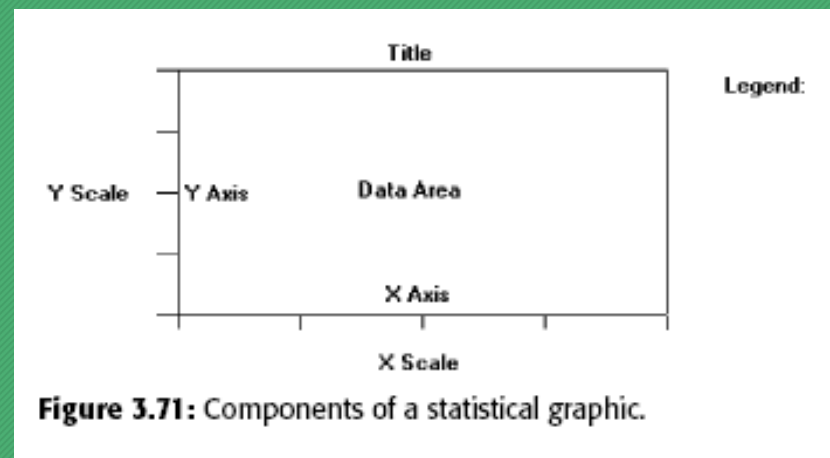 Title
Legend:
Y Scale
Y Axis
Data Area
X Axis
X Scale
Figure 3.71: Components of a statistical graphic.